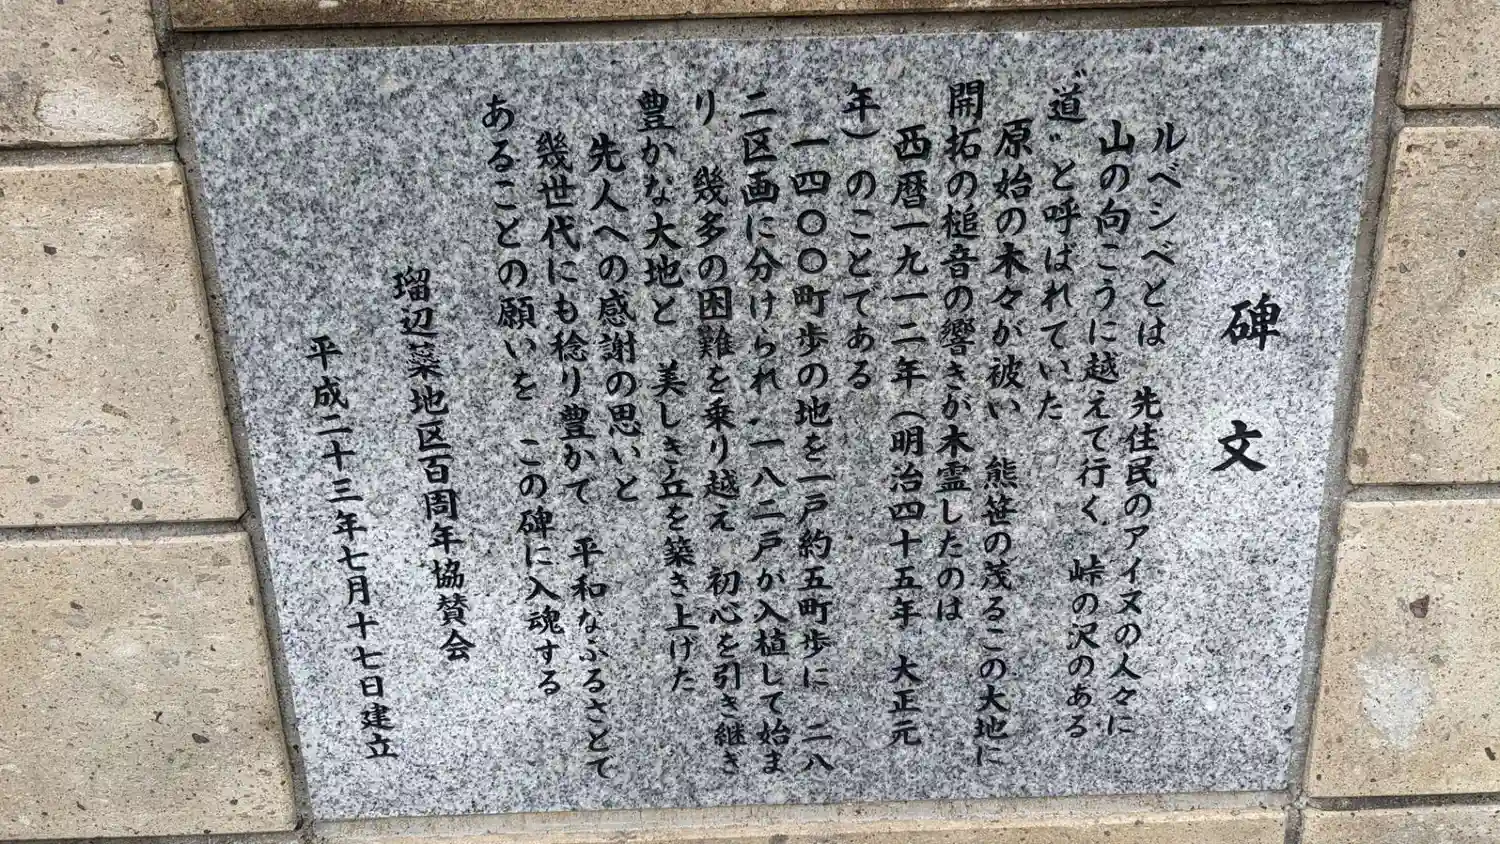 碑 文
ルベシベとは 先住民のアイヌの人々に
山の向こうに越えて行く 峠の沢のある
〝道〟と呼ばれていた
原始の木々が被い 熊笹の茂るこの大地に
開拓の槌音の響きが木霊したのは
西暦一九一二年(明治四十五年 大正元
年)のことである
一四〇〇町歩の地を一戸約五町歩に 二八
二区画に分けられ 一八二戸が入植して始ま
り 幾多の困難を乗り越え 初心を引き継ぎ
豊かな大地と 美しき丘を築き上げた
先人への感謝の思いと
幾世代にも稔り豊かで 平和なふるさとで
あることの願いを この碑に入魂する
瑠辺蘂地区百周年協賛会
平成二十三年七月十七日建立